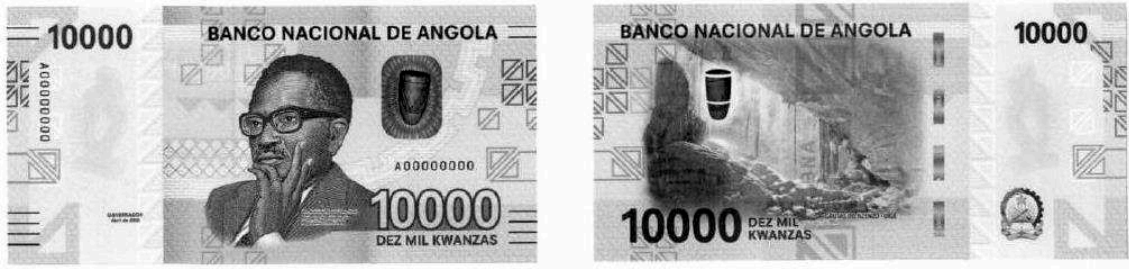 10000
BANCO NACIONAL DE ANGOLA
A00000000
A00000000
GOVERNADOR
10000
DEZ MIL KWANZAS
BANCO NACIONAL DE ANGOLA
10000
10000
DEZ MIL
KWANZAS